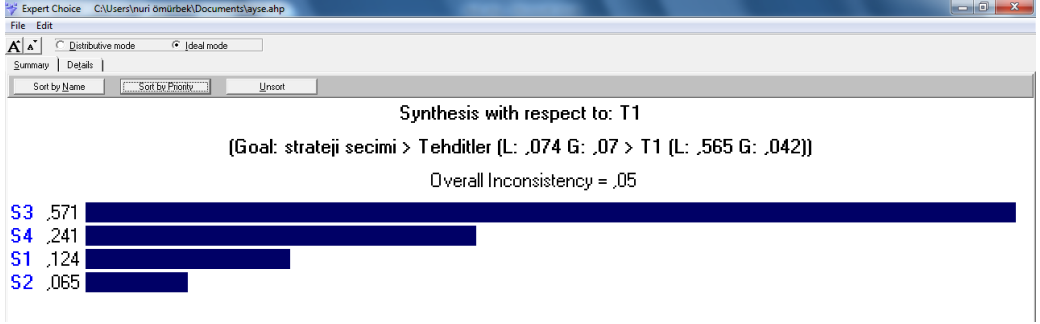 Expert Choice C:\Users\nuri ömürbek\Documents\ayse.ahp
File Edit
A A Distributive mode Ideal mode
Summary Details
Sort by Name Sort by Priority Unsort
Synthesis with respect to: T1
(Goal: strateji secimi > Tehditler (L: ,074 G: ,07 > T1 (L: ,565 G: ,042))
Overall Inconsistency = ,05
S3 ,571
S4 ,241
S1 ,124
S2 ,065